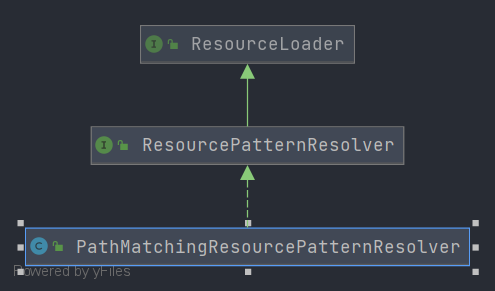 I ResourceLoader
I ResourcePatternResolver
C PathMatchingResourcePatternResolver
Powered by yFiles